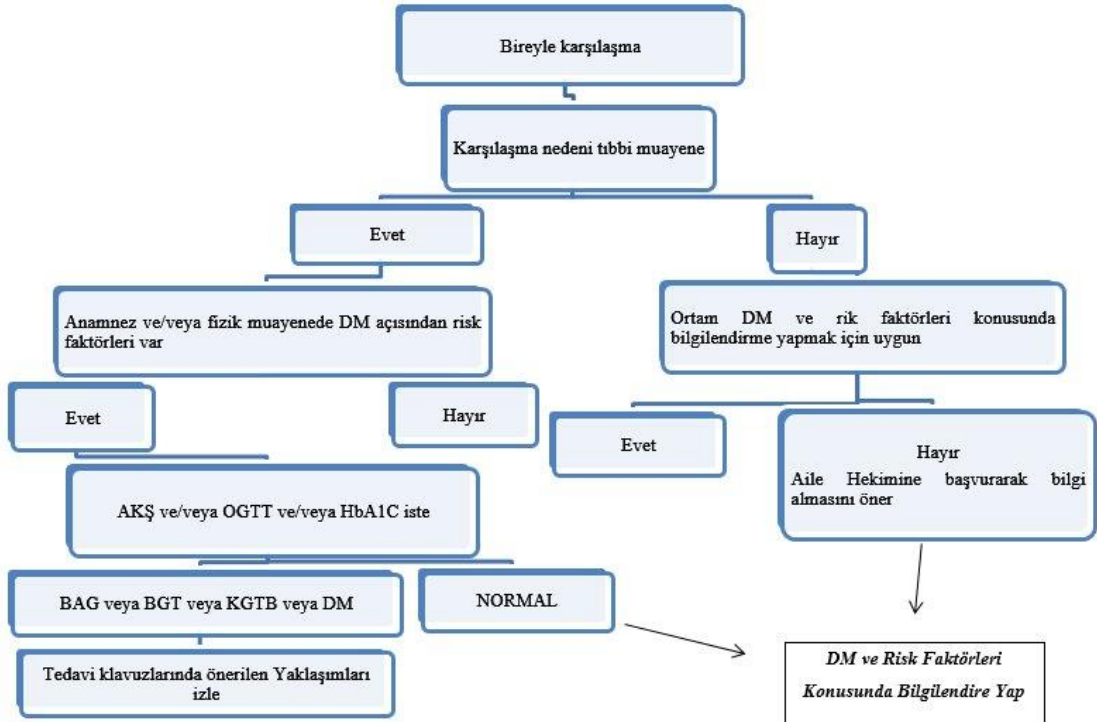 Bireyle karşılaşma
Karşılaşma nedeni tıbbi muayene
Evet
Hayır
Anamnez ve/veya fizik muayenede DM açısından risk
faktörleri var
Ortam DM ve rik faktörleri konusunda
bilgilendirme yapmak için uygun
Evet
Hayır
Evet
Hayır
Aile Hekimine başvurarak bilgi
almasını öner
AKŞ ve/veya OGTT ve/veya HbA1C iste
BAG veya BGT veya KGTB veya DM
NORMAL
Tedavi klavuzlarında önerilen Yaklaşımları
izle
DM ve Risk Faktörleri
Konusunda Bilgilendire Yap